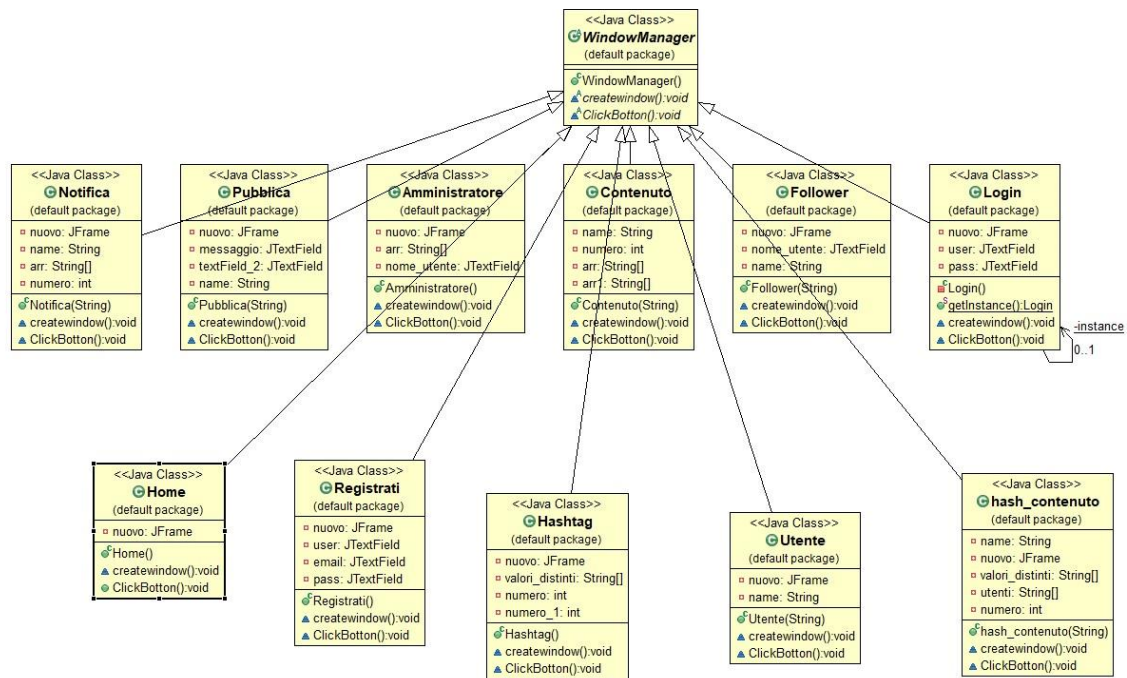 <<Java Class>>
WindowManager
(default package)
WindowManager()
createwindow():void
ClickBotton():void
<<Java Class>>
Notifica
(default package)
nuovo: JFrame
name: String
arr: String[]
numero: int
Notifica(String)
createwindow():void
ClickBotton():void
<<Java Class>>
Pubblica
(default package)
nuovo: JFrame
messaggio: JTextField
textField_2: JTextField
name: String
Pubblica(String)
createwindow():void
ClickBotton():void
<<Java Class>>
Amministratore
(default package)
nuovo: JFrame
arr: String[]
nome_utente: JTextField
Amministratore()
createwindow():void
ClickBotton():void
<<Java Class>>
Contenuto
(default package)
name: String
numero: int
arr: String[]
arr1: String[]
Contenuto(String)
createwindow():void
ClickBotton():void
<<Java Class>>
Follower
(default package)
nuovo: JFrame
nome_utente: JTextField
name: String
Follower(String)
createwindow():void
ClickBotton():void
<<Java Class>>
Login
(default package)
nuovo: JFrame
user: JTextField
pass: JTextField
Login()
getInstance():Login
createwindow():void
ClickBotton():void
-instance
0..1
<<Java Class>>
Home
(default package)
nuovo: JFrame
Home()
createwindow():void
ClickBotton():void
<<Java Class>>
Registrati
(default package)
nuovo: JFrame
user: JTextField
email: JTextField
pass: JTextField
Registrati()
createwindow():void
ClickBotton():void
<<Java Class>>
Hashtag
(default package)
nuovo: JFrame
valori_distinti: String[]
numero: int
numero_1: int
Hashtag()
createwindow():void
ClickBotton():void
<<Java Class>>
Utente
(default package)
nuovo: JFrame
name: String
Utente(String)
createwindow():void
ClickBotton():void
<<Java Class>>
hash_contenuto
(default package)
name: String
nuovo: JFrame
valori_distinti: String[]
utenti: String[]
numero: int
hash_contenuto(String)
createwindow():void
ClickBotton():void